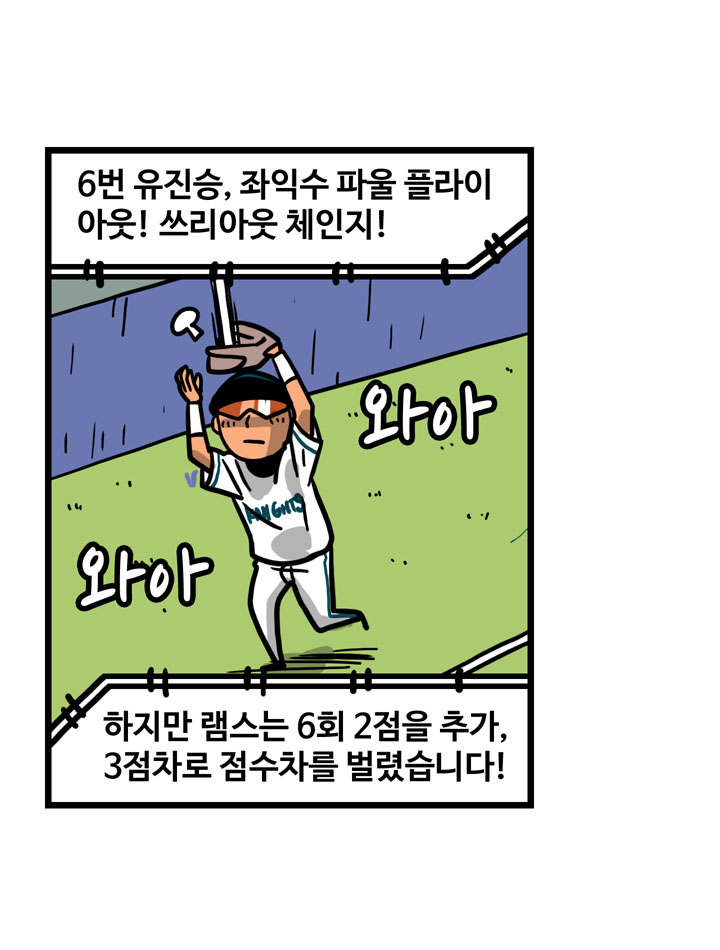 6번 유진승, 좌익수 파울 플라이
아웃! 쓰리아웃 체인지!
와아
KNIGHTS
와아
하지만 램스는 6회 2점을 추가,
3점차로 점수차를 벌렸습니다!